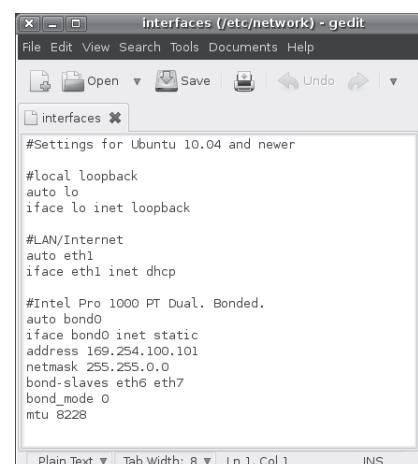 interfaces (/etc/network) - gedit
File Edit View Search Tools Documents Help
Open Save Undo
interfaces
#Settings for Ubuntu 10.04 and newer
#local loopback
auto lo
iface lo inet loopback
#LAN/Internet
auto eth1
iface eth1 inet dhcp
#Intel Pro 1000 PT Dual. Bonded.
auto bond0
iface bond0 inet static
address 169.254.100.101
netmask 255.255.0.0
bond-slaves eth6 eth7
bond_mode 0
mtu 8228
Plain Text Tab Width: 8 Ln 1, Col 1 INS